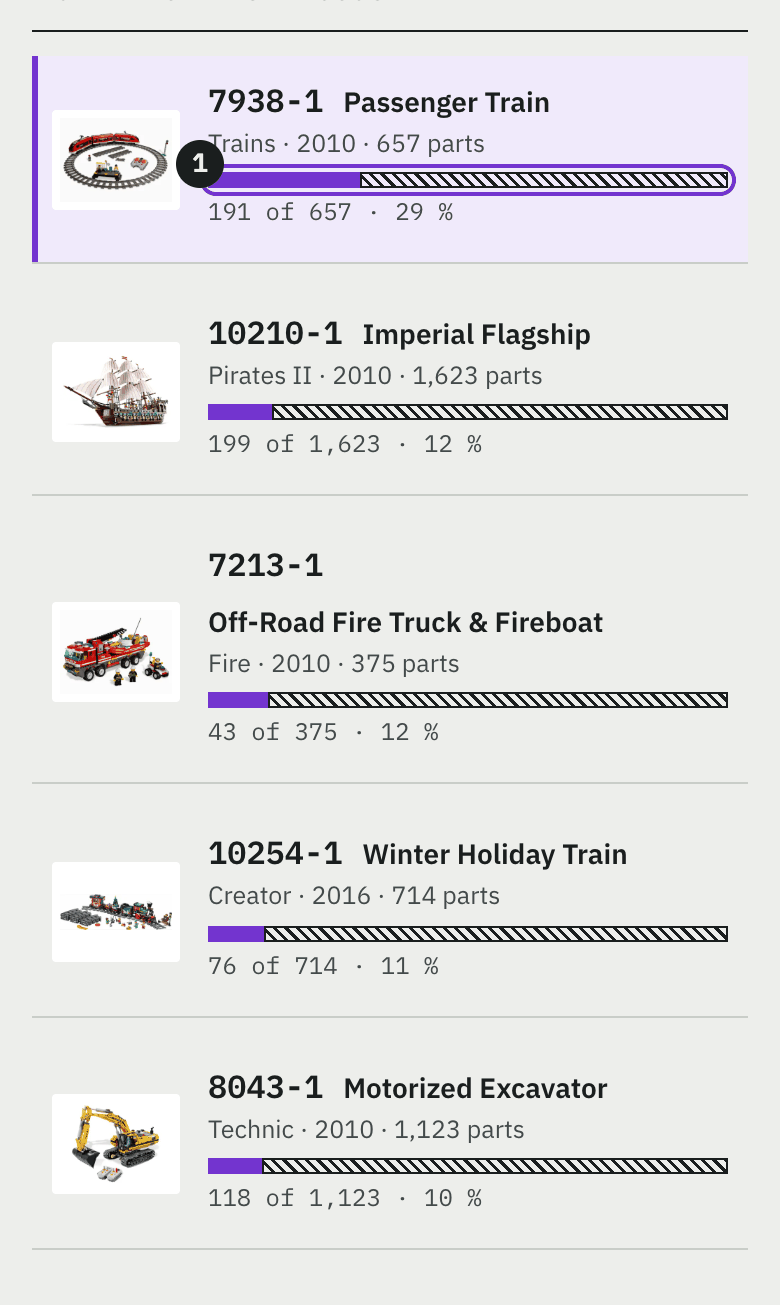 7938-1 Passenger Train
Trains · 2010 · 657 parts
1
191 of 657 · 29 %
10210-1 Imperial Flagship
Pirates II · 2010 · 1,623 parts
199 of 1,623 · 12 %
7213-1
Off-Road Fire Truck & Fireboat
Fire · 2010 · 375 parts
43 of 375 · 12 %
10254-1 Winter Holiday Train
Creator · 2016 · 714 parts
76 of 714 · 11 %
8043-1 Motorized Excavator
Technic · 2010 · 1,123 parts
118 of 1,123 · 10 %